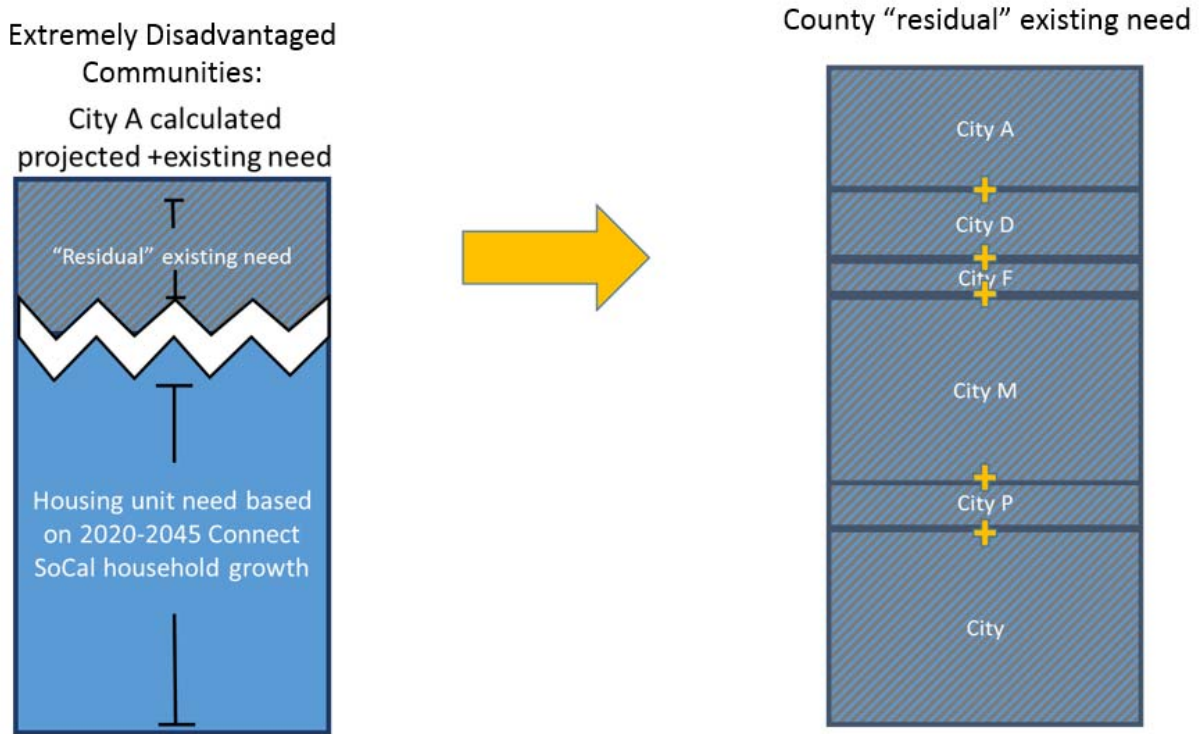 Extremely Disadvantaged
Communities:
City A calculated
projected +existing need
“Residual” existing need
Housing unit need based
on 2020-2045 Connect
SoCal household growth
County “residual” existing need
City A
City D
City F
City M
City P
City